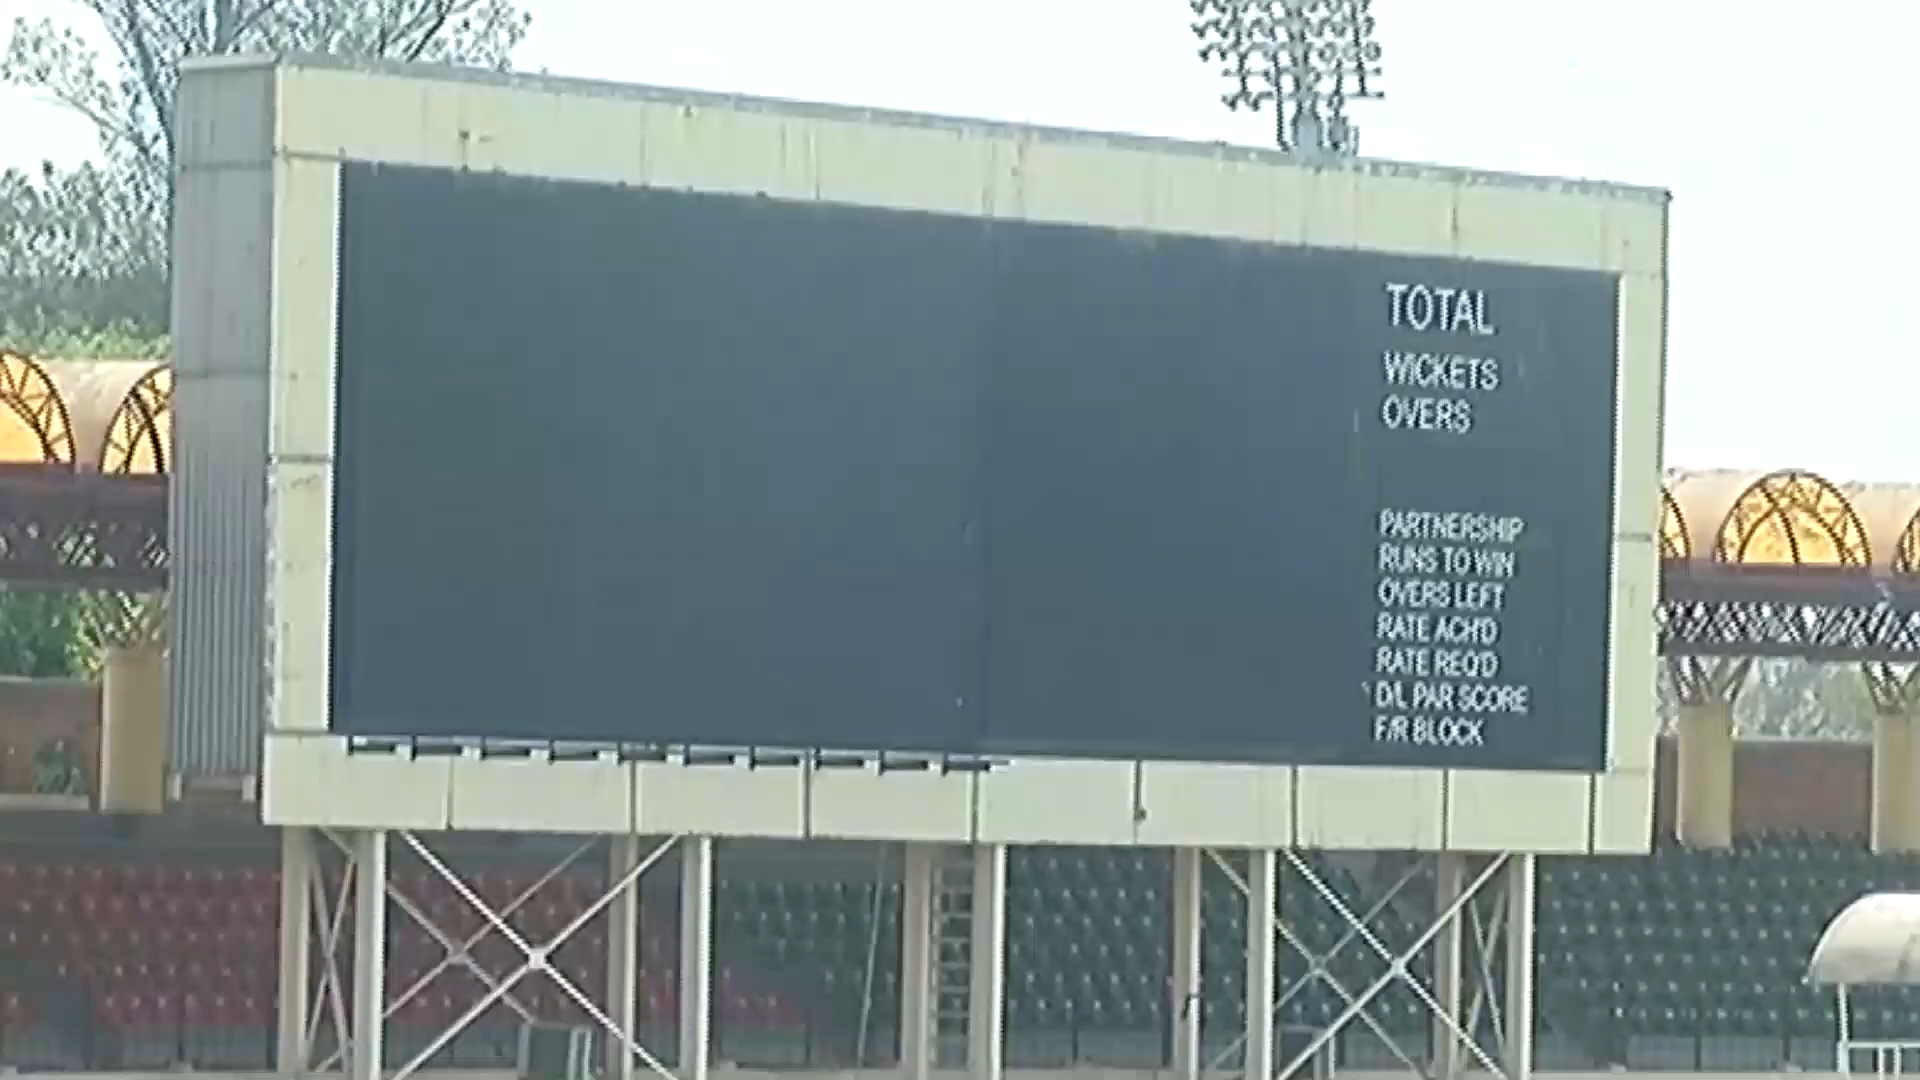 TOTAL
WICKETS
OVERS
PARTNERSHIP
RUNS TO WIN
OVERS LEFT
RATE ACH'D
RATE REQ'D
D/L PAR SCORE
F/R BLOCK